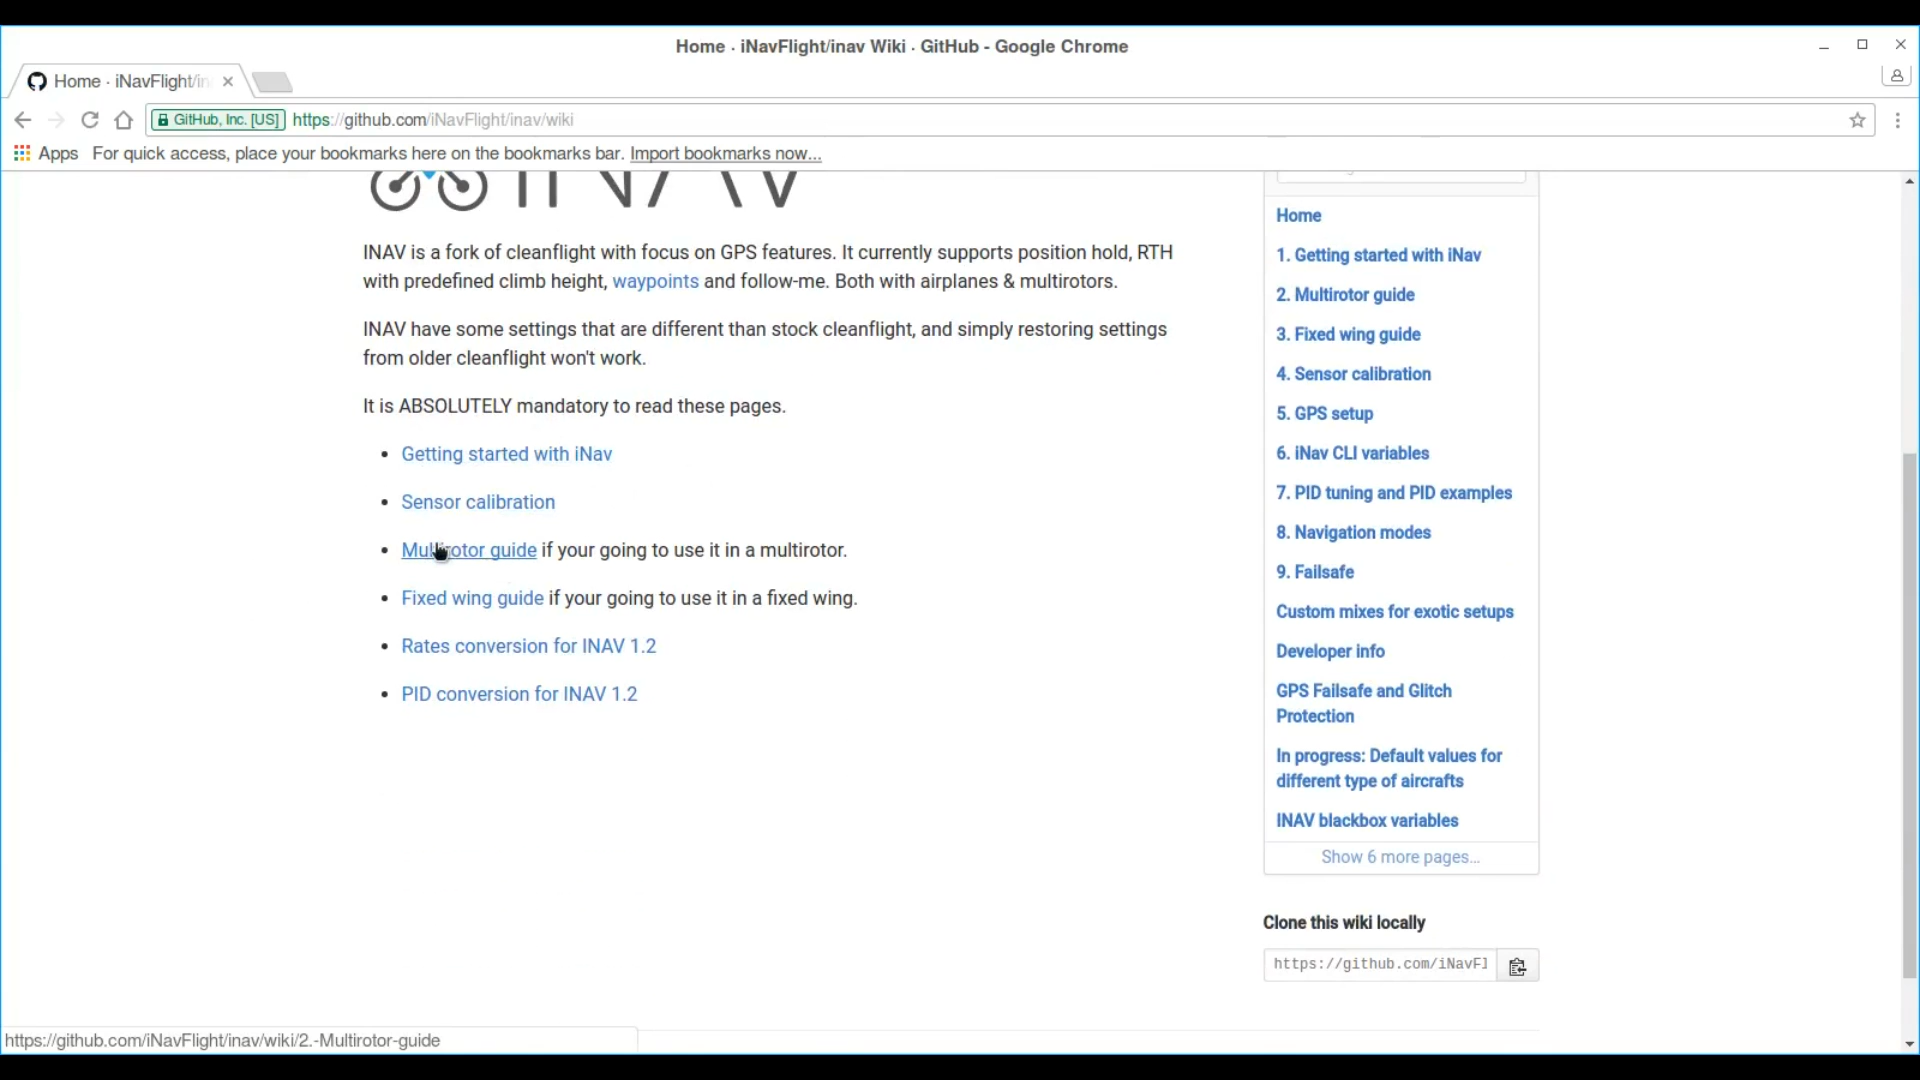 Home · iNavFlight/inav Wiki · GitHub - Google Chrome
Home · iNavFlight/in
GitHub, Inc. [US] https://github.com/iNavFlight/inav/wiki
Apps For quick access, place your bookmarks here on the bookmarks bar. Import bookmarks now...
INAV
INAV is a fork of cleanflight with focus on GPS features. It currently supports position hold, RTH
with predefined climb height, waypoints and follow-me. Both with airplanes & multirotors.
INAV have some settings that are different than stock cleanflight, and simply restoring settings
from older cleanflight won't work.
It is ABSOLUTELY mandatory to read these pages.
Getting started with iNav
Sensor calibration
Multirotor guide if your going to use it in a multirotor.
Fixed wing guide if your going to use it in a fixed wing.
Rates conversion for INAV 1.2
PID conversion for INAV 1.2
Home
1. Getting started with iNav
2. Multirotor guide
3. Fixed wing guide
4. Sensor calibration
5. GPS setup
6. iNav CLI variables
7. PID tuning and PID examples
8. Navigation modes
9. Failsafe
Custom mixes for exotic setups
Developer info
GPS Failsafe and Glitch
Protection
In progress: Default values for
different type of aircrafts
INAV blackbox variables
Show 6 more pages...
Clone this wiki locally
https://github.com/iNavFl
https://github.com/iNavFlight/inav/wiki/2.-Multirotor-guide